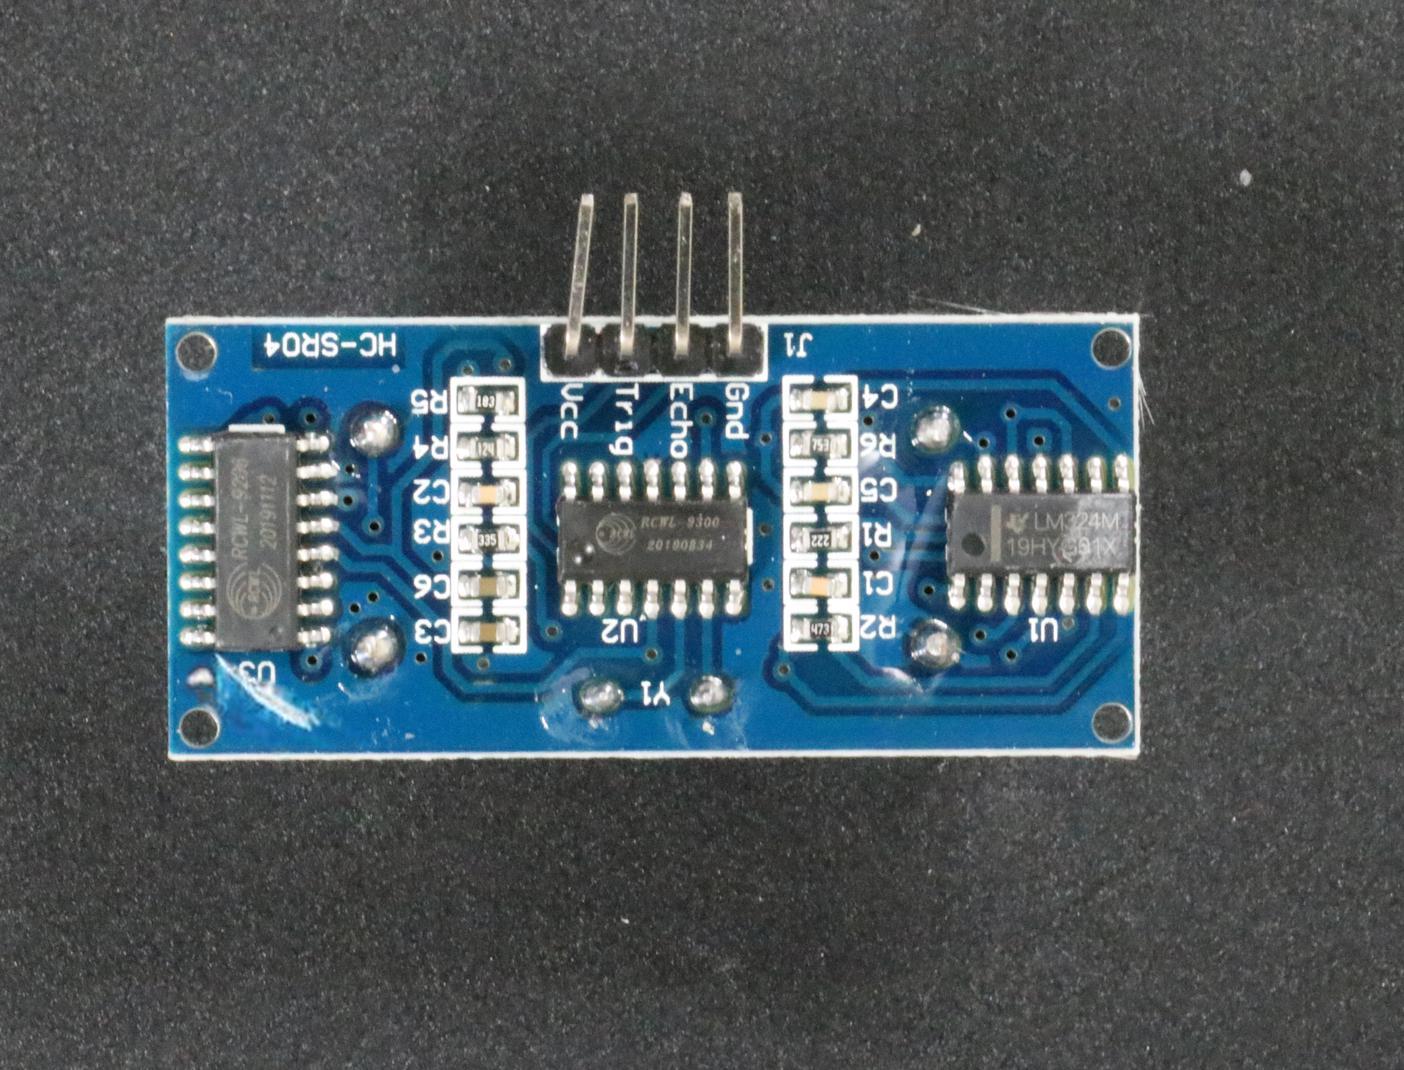 HC-SR04
J1
Vcc
Trig
Echo
Gnd
R5
103
R4
124
C2
R3
335
C6
C3
C4
R6
753
C5
R1
222
C1
R2
473
U3
20191112
U2
RCWL 9300
RCWL
Y1
U1
LM324M